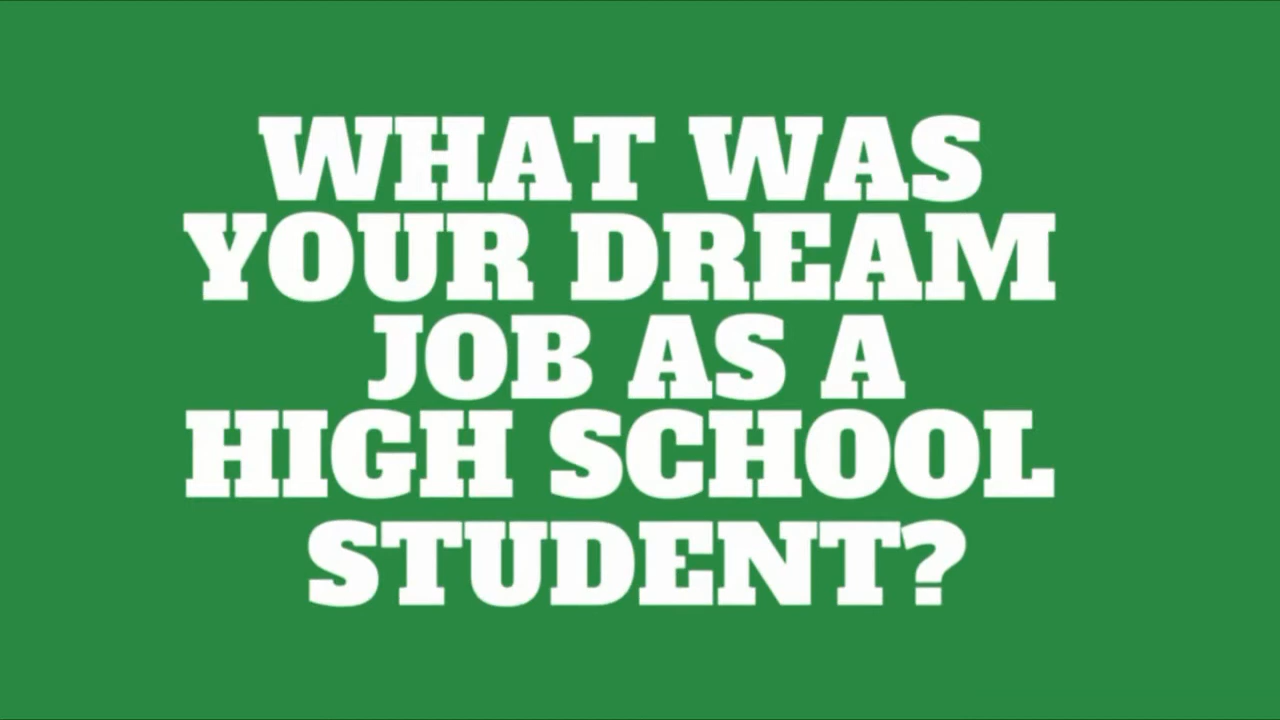 WHAT WAS
YOUR DREAM
JOB AS A
HIGH SCHOOL
STUDENT?